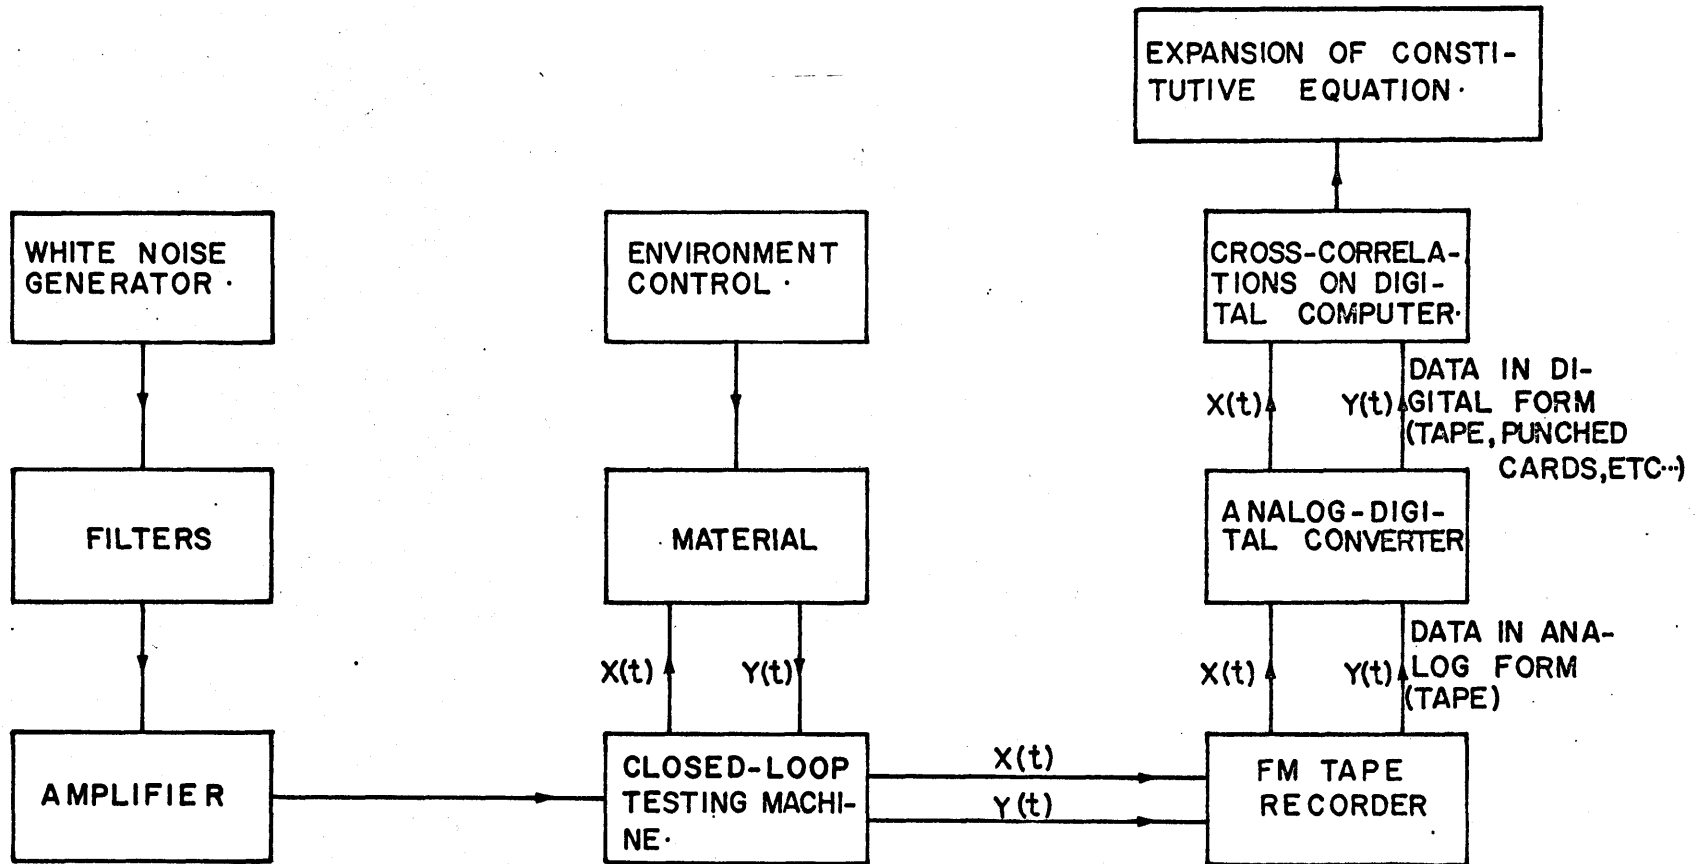 EXPANSION OF CONSTI-
TUTIVE EQUATION.
WHITE NOISE
GENERATOR.
ENVIRONMENT
CONTROL.
CROSS-CORRELA-
TIONS ON DIGI-
TAL COMPUTER.
X(t)
Y(t)
DATA IN DI-
GITAL FORM
(TAPE, PUNCHED
CARDS, ETC...)
FILTERS
MATERIAL
ANALOG-DIGI-
TAL CONVERTER
X(t)
Y(t)
X(t)
Y(t)
DATA IN ANA-
LOG FORM
(TAPE)
AMPLIFIER
CLOSED-LOOP
TESTING MACHI-
NE.
X(t)
Y(t)
FM TAPE
RECORDER